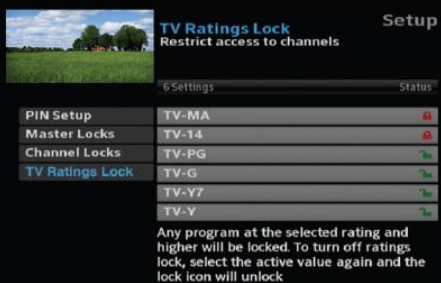 TV Ratings Lock
Setup
Restrict access to channels
6 Settings
Status
PIN Setup
Master Locks
Channel Locks
TV Ratings Lock
TV-MA
TV-14
TV-PG
TV-G
TV-Y7
TV-Y
Any program at the selected rating and
higher will be locked. To turn off ratings
lock, select the active value again and the
lock icon will unlock